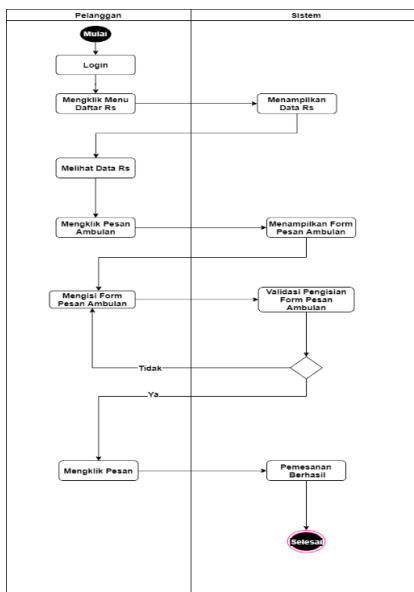 Pelanggan
Sistem
Mulai
Login
Mengklik Menu
Daftar Rs
Menampilkan
Data Rs
Melihat Data Rs
Mengklik Pesan
Ambulan
Menampilkan Form
Pesan Ambulan
Mengisi Form
Pesan Ambulan
Validasi Pengisian
Form Pesan
Ambulan
Tidak
Ya
Mengklik Pesan
Pemesanan
Berhasil
Selesai